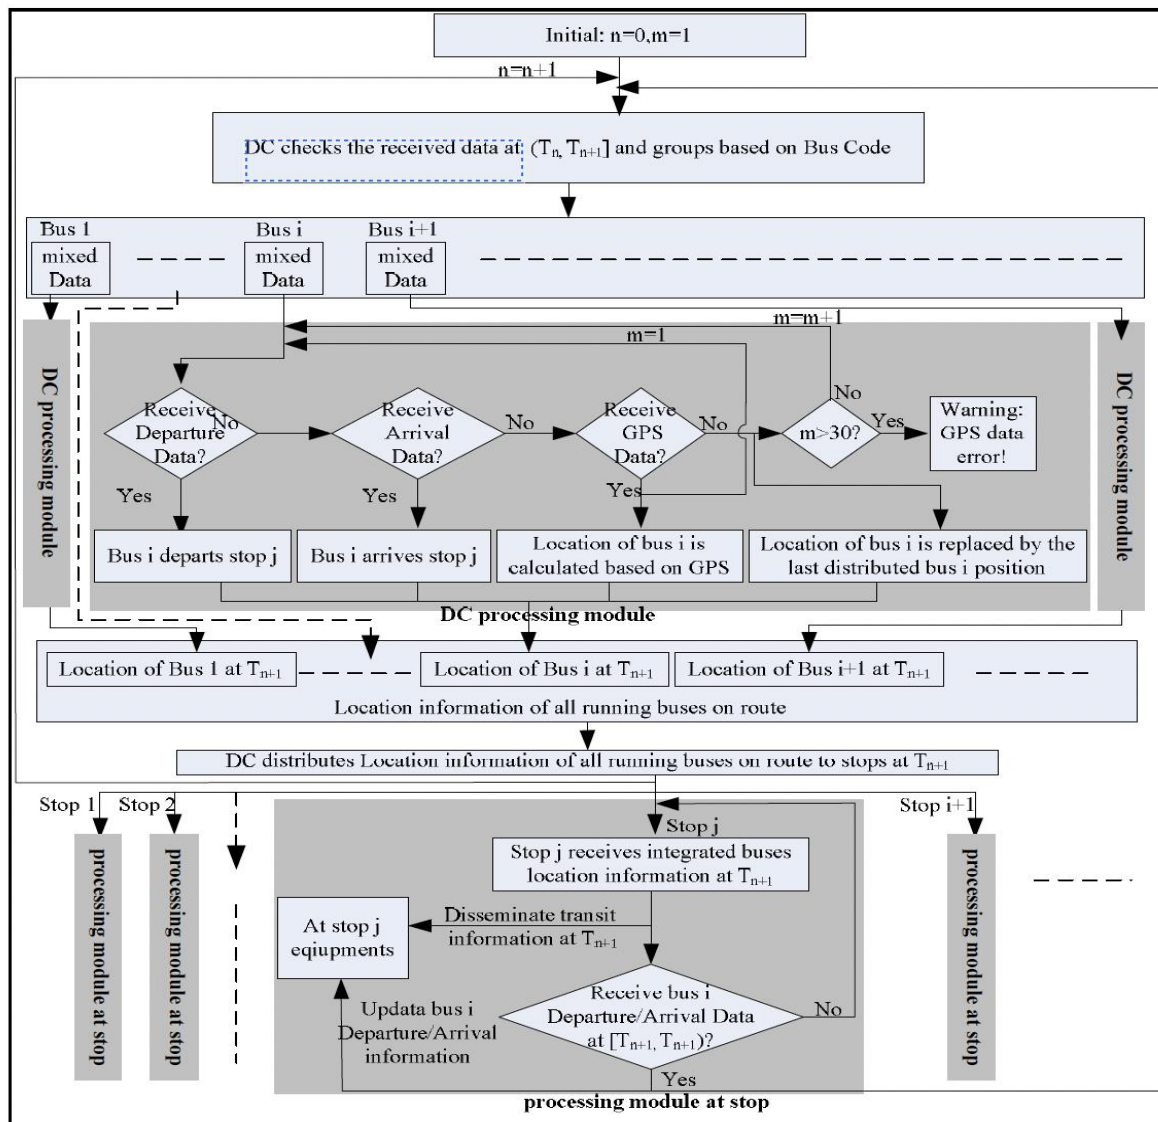 Initial: n=0,m=1
n=n+1
DC checks the received data at (Tn, Tn+1] and groups based on Bus Code
Bus 1
Bus i
Bus i+1
mixed
Data
mixed
Data
mixed
Data
m=m+1
m=1
DC processing module
Receive
Departure
Data?
No
Receive
Arrival
Data?
No
Receive
GPS
Data?
No
No
m>30?
Yes
Warning:
GPS data
error!
DC processing module
Yes
Yes
Yes
Bus i departs stop j
Bus i arrives stop j
Location of bus i is
calculated based on GPS
Location of bus i is replaced by the
last distributed bus i position
DC processing module
Location of Bus 1 at Tn+1
Location of Bus i at Tn+1
Location of Bus i+1 at Tn+1
Location information of all running buses on route
DC distributes Location information of all running buses on route to stops at Tn+1
Stop 1
Stop 2
Stop i+1
Stop j
processing module at stop
processing module at stop
Stop j receives integrated buses
location information at Tn+1
processing module at stop
Disseminate transit
information at Tn+1
At stop j
eqiupments
Receive bus i
Departure/Arrival Data
at [Tn+1, Tn+1)?
No
Updata bus i
Departure/Arrival
information
Yes
processing module at stop